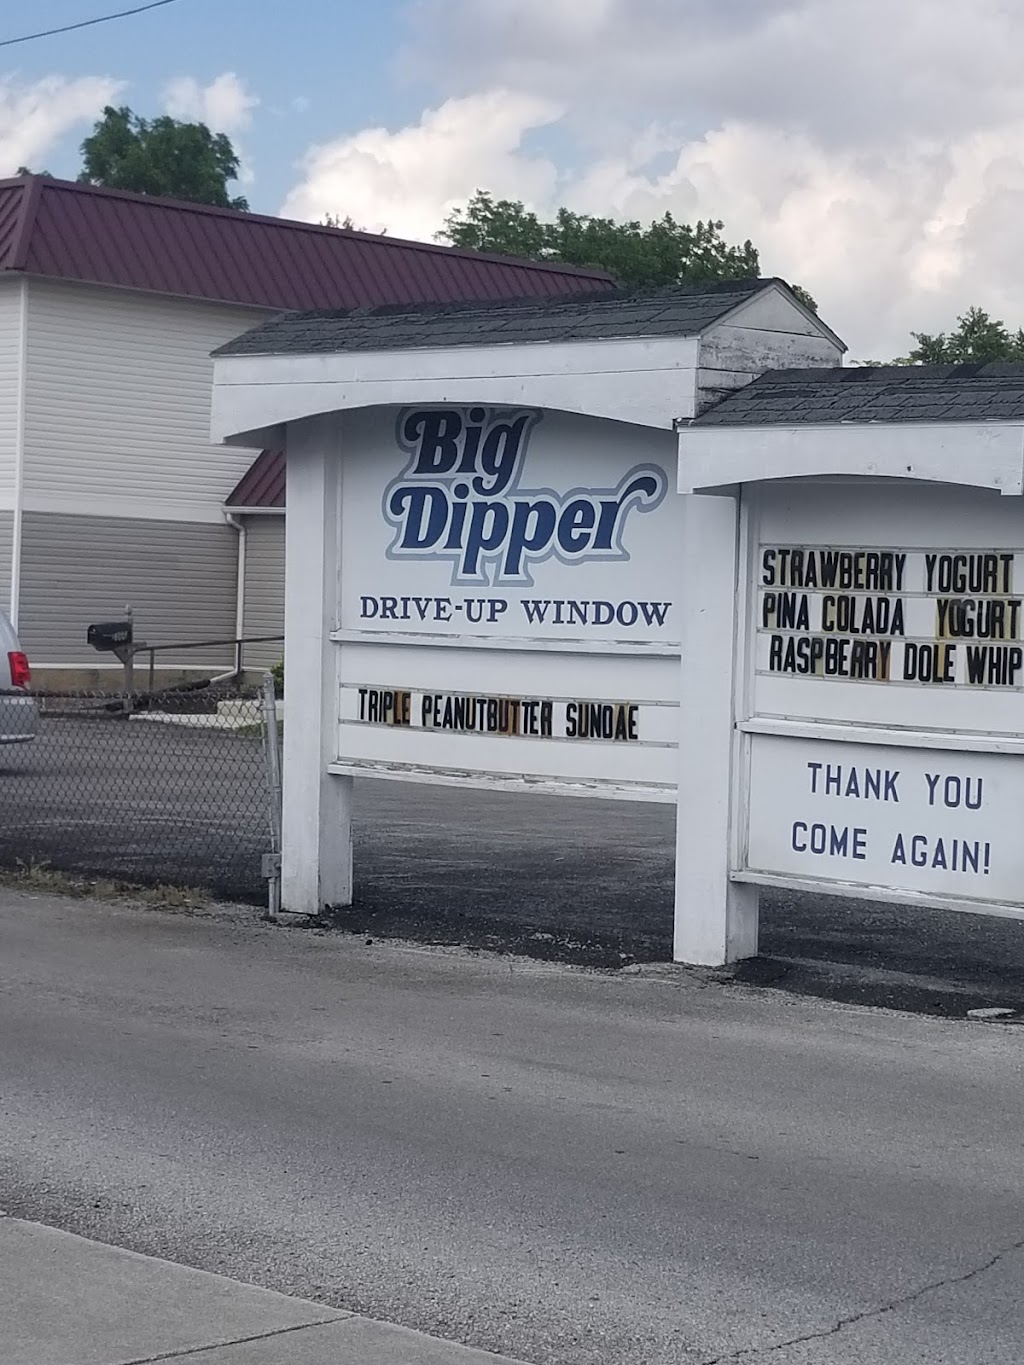 Big
Dipper
DRIVE-UP WINDOW
TRIPLE PEANUTBUTTER SUNDAE
STRAWBERRY YOGURT
PINA COLADA YOGURT
RASPBERRY DOLE WHIP
THANK YOU
COME AGAIN!